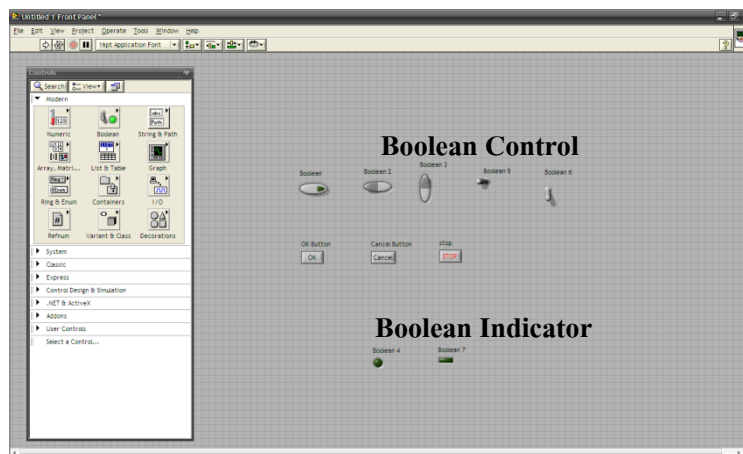 Untitled 1 Front Panel *
File Edit View Project Operate Tools Window Help
16pt Application Font
Controls
Search View
Modern
Numeric Boolean String & Path
Array, Matri... List & Table Graph
Ring & Enum Containers I/O
Refnum Variant & Class Decorations
System
Classic
Express
Control Design & Simulation
.NET & ActiveX
Addons
User Controls
Select a Control...
Boolean Control
Boolean Boolean 2 Boolean 3 Boolean 5 Boolean 6
OK Button Cancel Button stop
OK Cancel STOP
Boolean Indicator
Boolean 4 Boolean 7